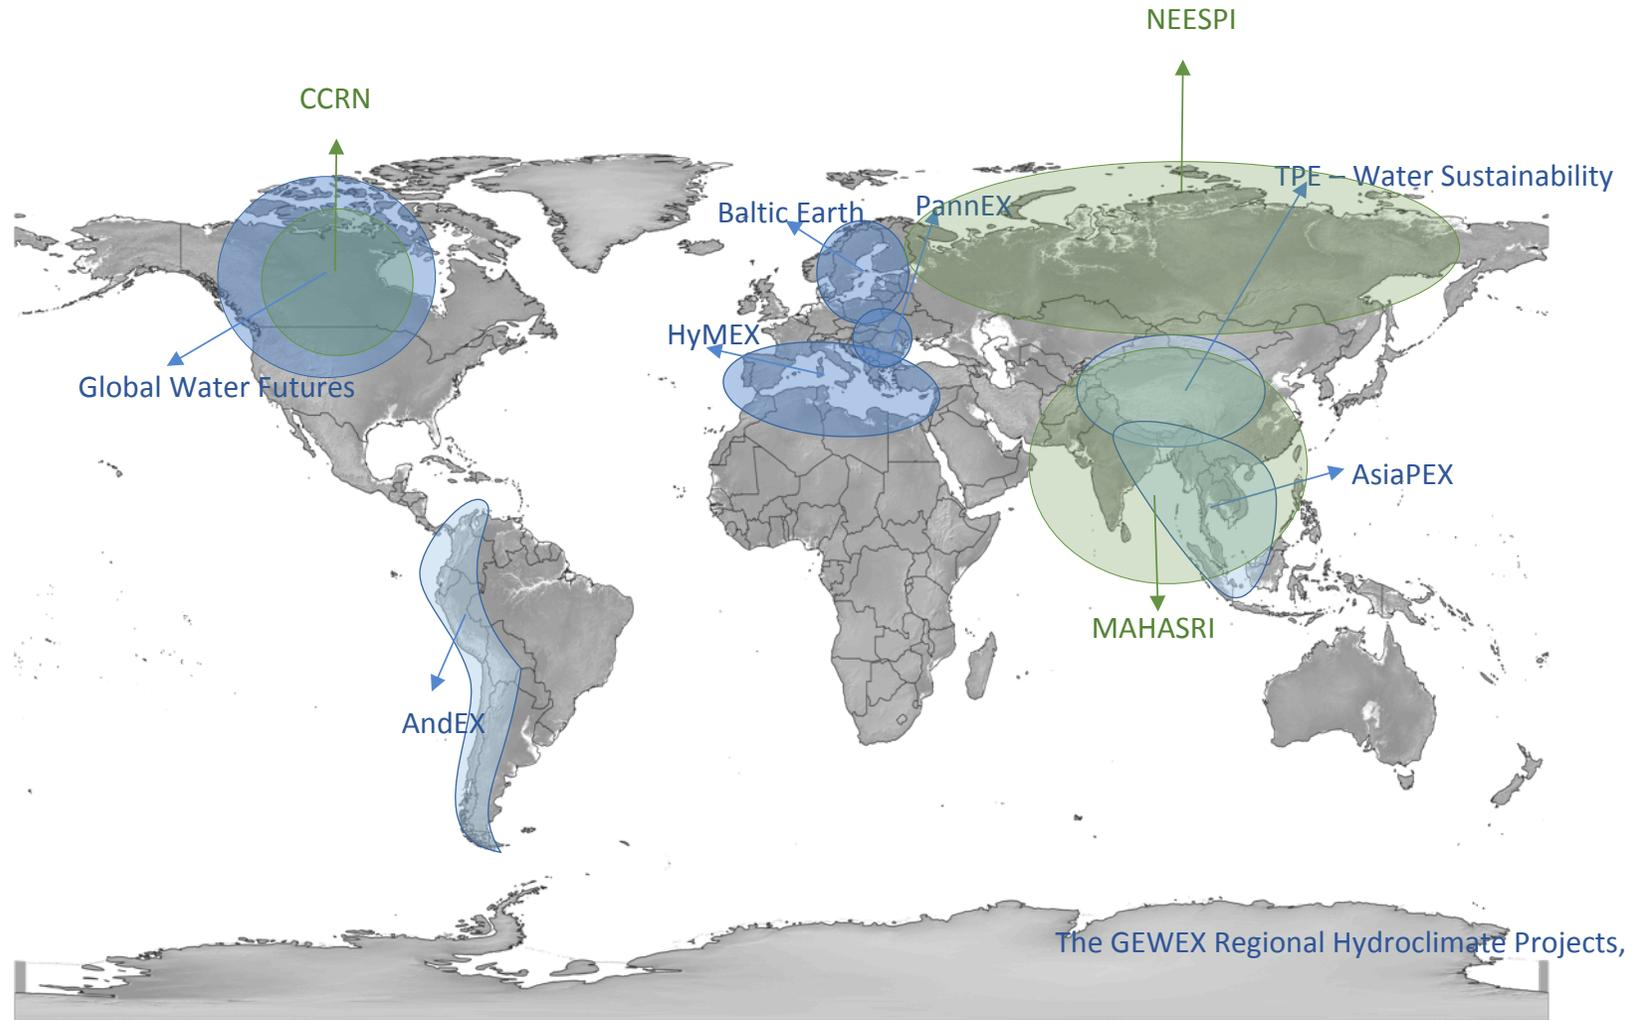 NEESPI
CCRN
TPE – Water Sustainability
Baltic Earth
PannEX
HyMEX
Global Water Futures
AsiaPEX
MAHASRI
AndEX
The GEWEX Regional Hydroclimate Projects,